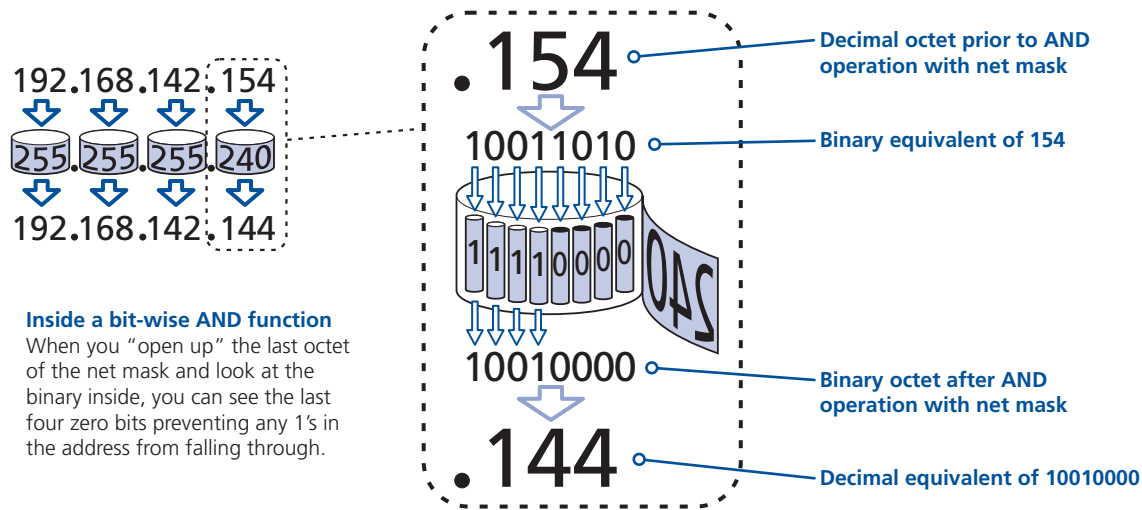 192.168.142.154
255.255.255.240
192.168.142.144
Inside a bit-wise AND function
When you “open up” the last octet
of the net mask and look at the
binary inside, you can see the last
four zero bits preventing any 1's in
the address from falling through.
.154
10011010
11110000
240
10010000
.144
Decimal octet prior to AND
operation with net mask
Binary equivalent of 154
Binary octet after AND
operation with net mask
Decimal equivalent of 10010000